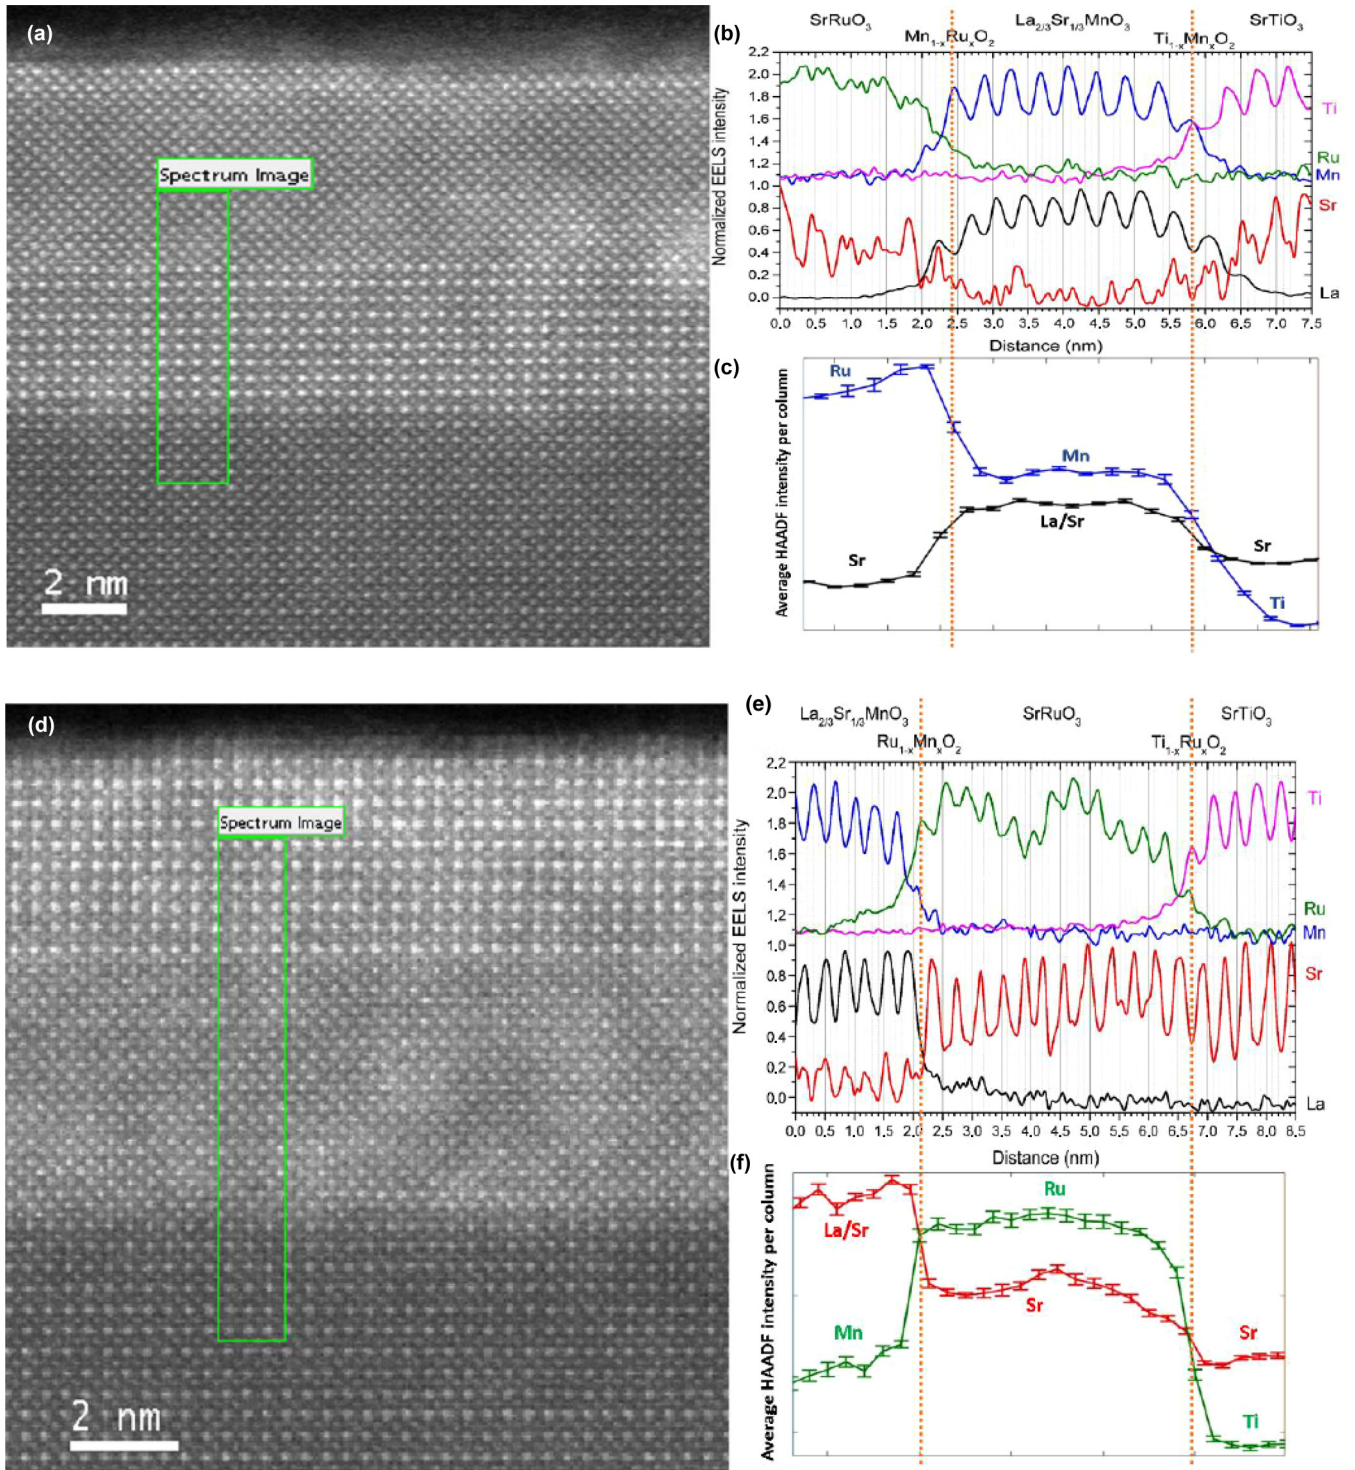 (a)
Spectrum Image
2 nm
(b)
SrRuO3 La2/3Sr1/3MnO3 SrTiO3
Mn1-xRuxO2 Ti1-xMnxO2
Normalized EELS intensity
2.2
2.0
1.8
1.6
1.4
1.2
1.0
0.8
0.6
0.4
0.2
0.0
Ti
Ru
Mn
Sr
La
0.0 0.5 1.0 1.5 2.0 2.5 3.0 3.5 4.0 4.5 5.0 5.5 6.0 6.5 7.0 7.5
Distance (nm)
(c)
Average HAADF intensity per column
Ru
Mn
La/Sr
Sr
Sr
Ti
(d)
Spectrum Image
2 nm
(e)
La2/3Sr1/3MnO3 SrRuO3 SrTiO3
Ru1-xMnxO2 Ti1-xRuxO2
Normalized EELS intensity
2,2
2.0
1.8
1.6
1.4
1.2
1.0
0.8
0.6
0.4
0.2
0.0
Ti
Ru
Mn
Sr
La
0.0 0.5 1.0 1.5 2.0 2.5 3.0 3.5 4.0 4.5 5.0 5.5 6.0 6.5 7.0 7.5 8.0 8.5
Distance (nm)
(f)
Average HAADF intensity per column
Ru
La/Sr
Sr
Mn
Sr
Ti